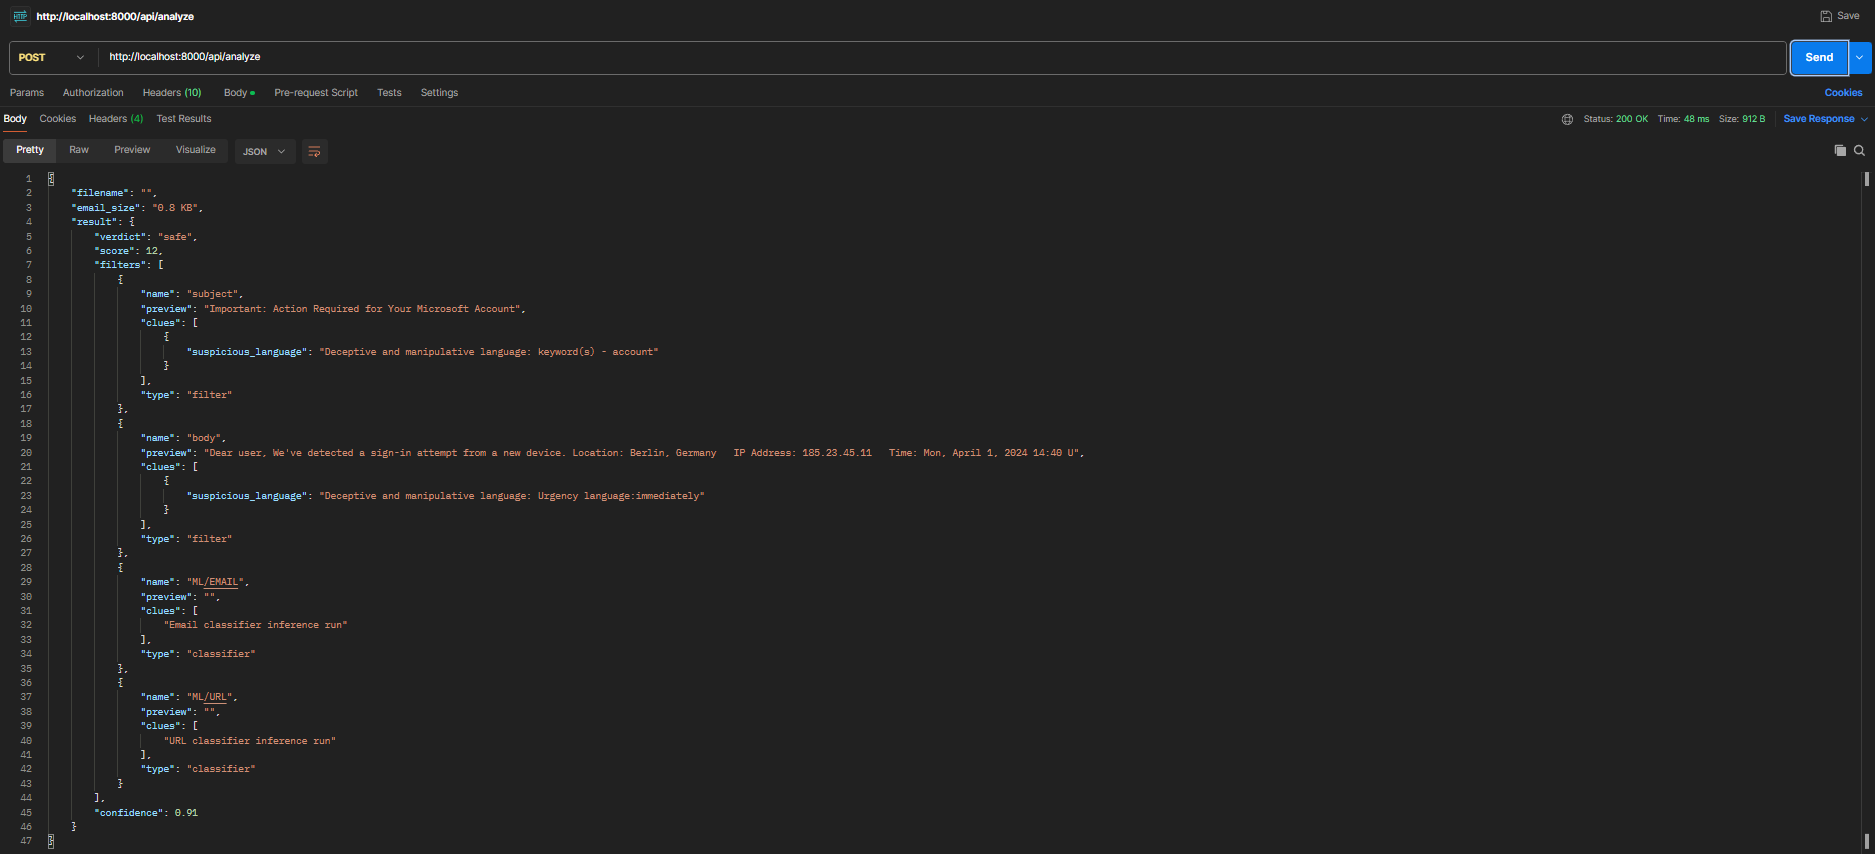 HTTP http://localhost:8000/api/analyze Save
POST http://localhost:8000/api/analyze Send
Params Authorization Headers (10) Body Pre-request Script Tests Settings Cookies
Body Cookies Headers (4) Test Results Status: 200 OK Time: 48 ms Size: 912 B Save Response
Pretty Raw Preview Visualize JSON
1 {
2 "filename": "",
3 "email_size": "0.8 KB",
4 "result": {
5 "verdict": "safe",
6 "score": 12,
7 "filters": [
8 {
9 "name": "subject",
10 "preview": "Important: Action Required for Your Microsoft Account",
11 "clues": [
12 {
13 "suspicious_language": "Deceptive and manipulative language: keyword(s) - account"
14 }
15 ],
16 "type": "filter"
17 },
18 {
19 "name": "body",
20 "preview": "Dear user, We've detected a sign-in attempt from a new device. Location: Berlin, Germany   IP Address: 185.23.45.11   Time: Mon, April 1, 2024 14:40 U",
21 "clues": [
22 {
23 "suspicious_language": "Deceptive and manipulative language: Urgency language:immediately"
24 }
25 ],
26 "type": "filter"
27 },
28 {
29 "name": "ML/EMAIL",
30 "preview": "",
31 "clues": [
32 "Email classifier inference run"
33 ],
34 "type": "classifier"
35 },
36 {
37 "name": "ML/URL",
38 "preview": "",
39 "clues": [
40 "URL classifier inference run"
41 ],
42 "type": "classifier"
43 }
44 ],
45 "confidence": 0.91
46 }
47 }